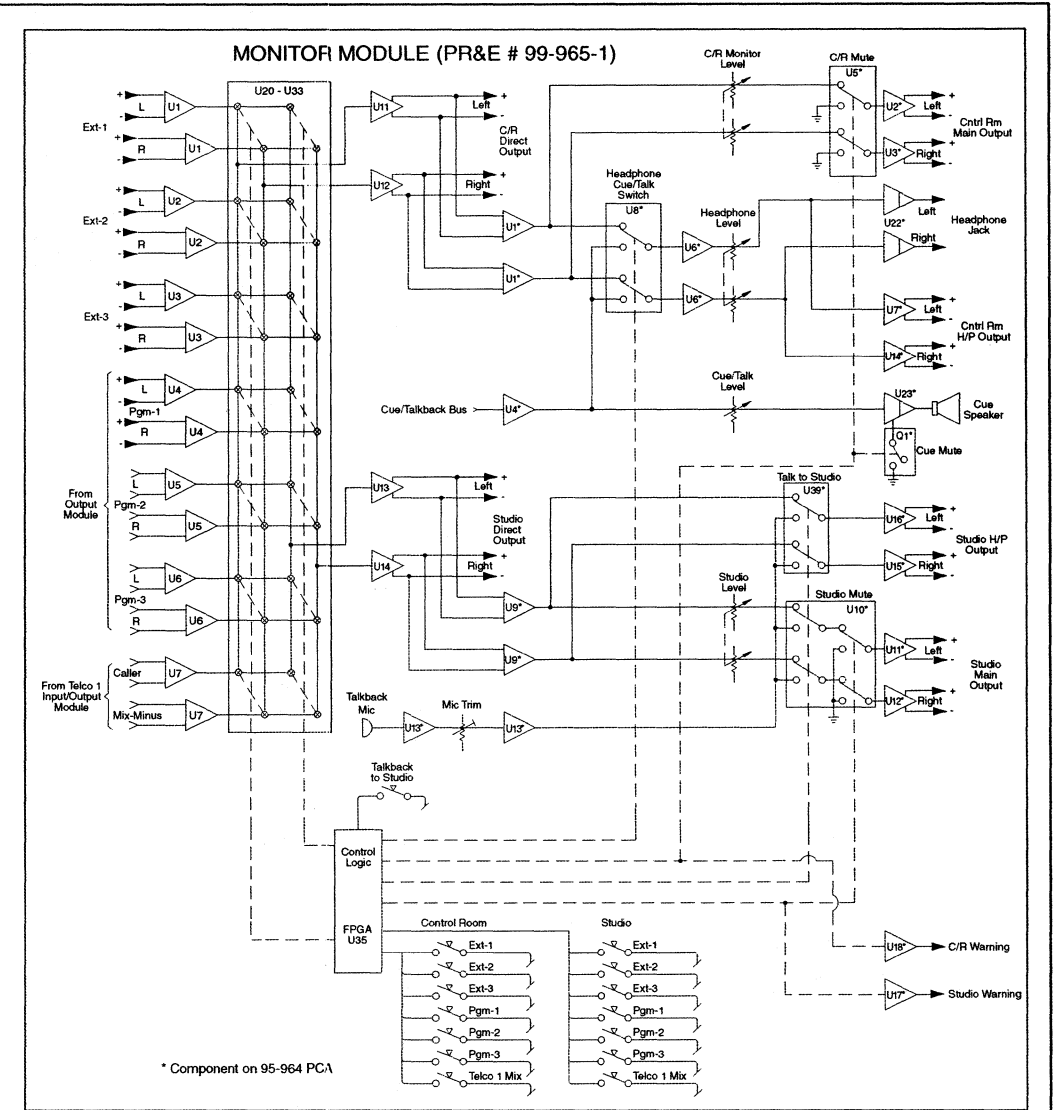 MONITOR MODULE (PR&E # 99-965-1)
U20 - U33
Ext-1
+
L
-
U1
+
R
-
U1
Ext-2
+
L
-
U2
+
R
-
U2
Ext-3
+
L
-
U3
+
R
-
U3
From
Output
Module
Pgm-1
+
L
-
U4
+
R
-
U4
Pgm-2
L
U5
R
U5
Pgm-3
L
U6
R
U6
From Telco 1
Input/Output
Module
Caller
U7
Mix-Minus
U7
U11
+
Left
-
C/R
Direct
Output
U12
+
Right
-
U1*
U1*
Headphone
Cue/Talk
Switch
U8*
U6*
U6*
Headphone
Level
C/R Monitor
Level
C/R Mute
U5*
U2*
+
Left
-
U3*
+
Right
-
Cntrl Rm
Main Output
Left
U22*
Right
Headphone
Jack
U7*
+
Left
-
U14*
+
Right
-
Cntrl Rm
H/P Output
Cue/Talkback Bus
U4*
Cue/Talk
Level
U23*
Cue
Speaker
Q1*
Cue Mute
U13
+
Left
-
Studio
Direct
Output
U14
+
Right
-
U9*
U9*
Talk to Studio
U39*
U16*
+
Left
-
U15*
+
Right
-
Studio H/P
Output
Studio
Level
Studio Mute
U10*
U11*
+
Left
-
U12*
+
Right
-
Studio
Main
Output
Talkback
Mic
U13*
Mic Trim
U13*
Talkback
to Studio
Control
Logic
FPGA
U35
Control Room
Ext-1
Ext-2
Ext-3
Pgm-1
Pgm-2
Pgm-3
Telco 1 Mix
Studio
Ext-1
Ext-2
Ext-3
Pgm-1
Pgm-2
Pgm-3
Telco 1 Mix
U18*
C/R Warning
U17*
Studio Warning
* Component on 95-964 PCA